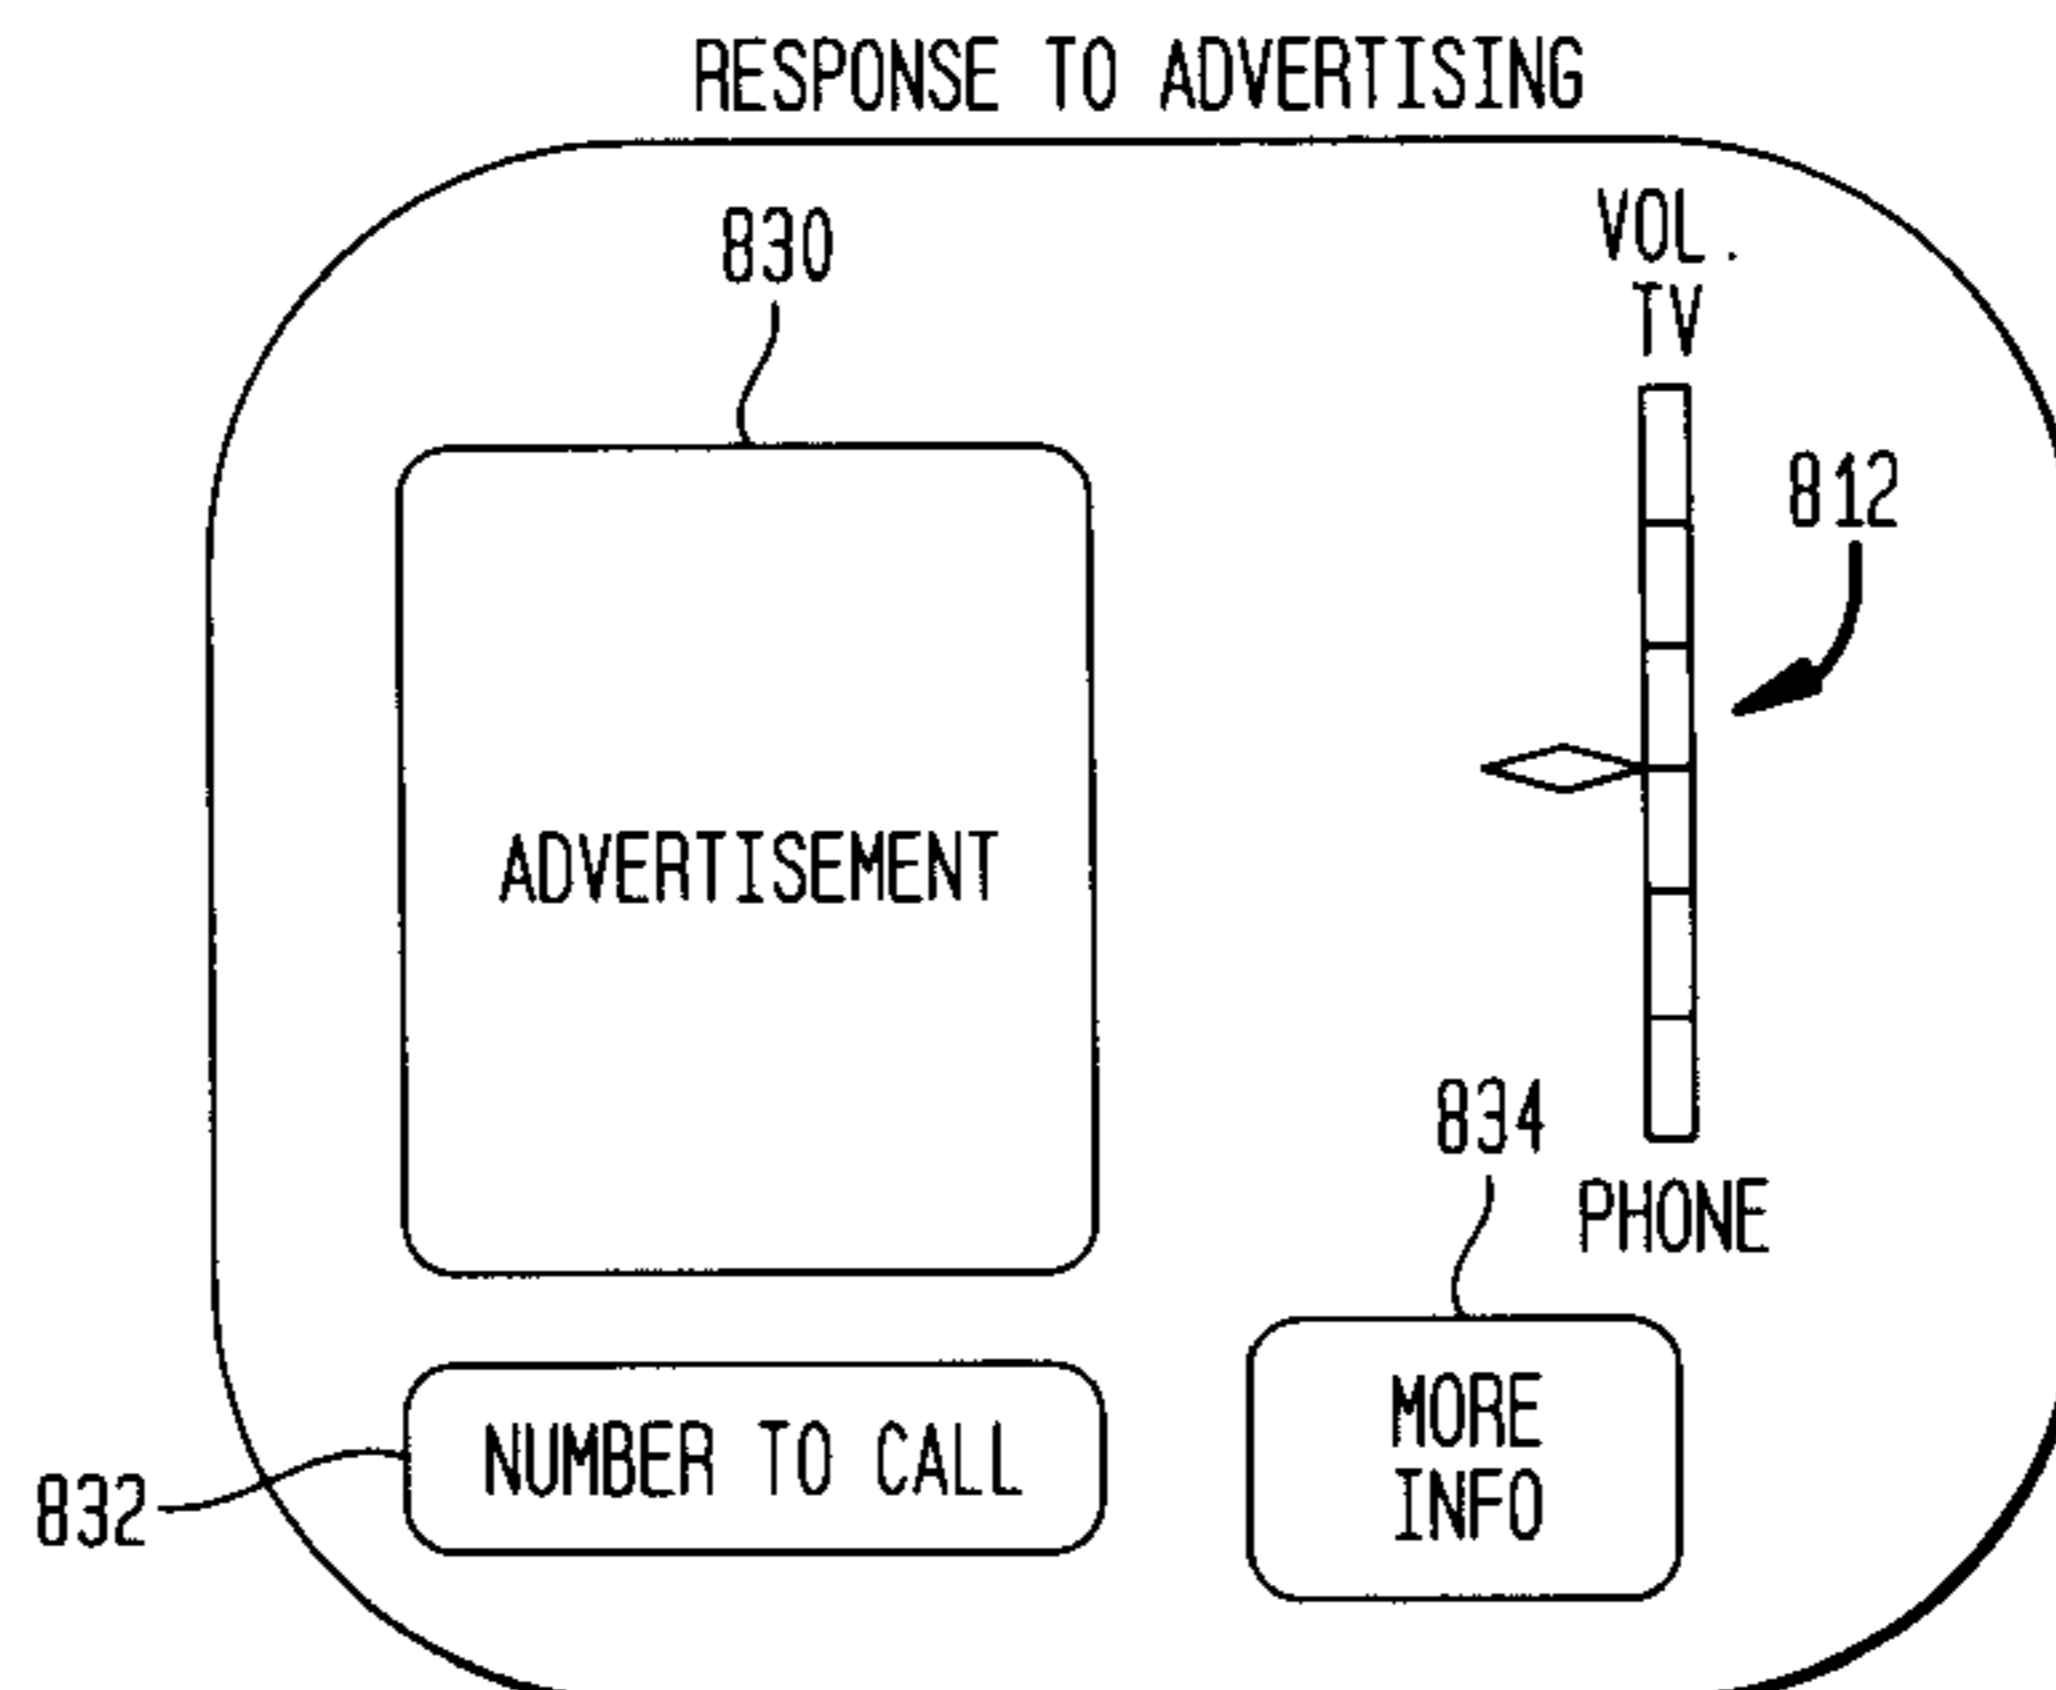 RESPONSE TO ADVERTISING
830
VOL.
TV
812
ADVERTISEMENT
834
PHONE
MORE
INFO
NUMBER TO CALL
832